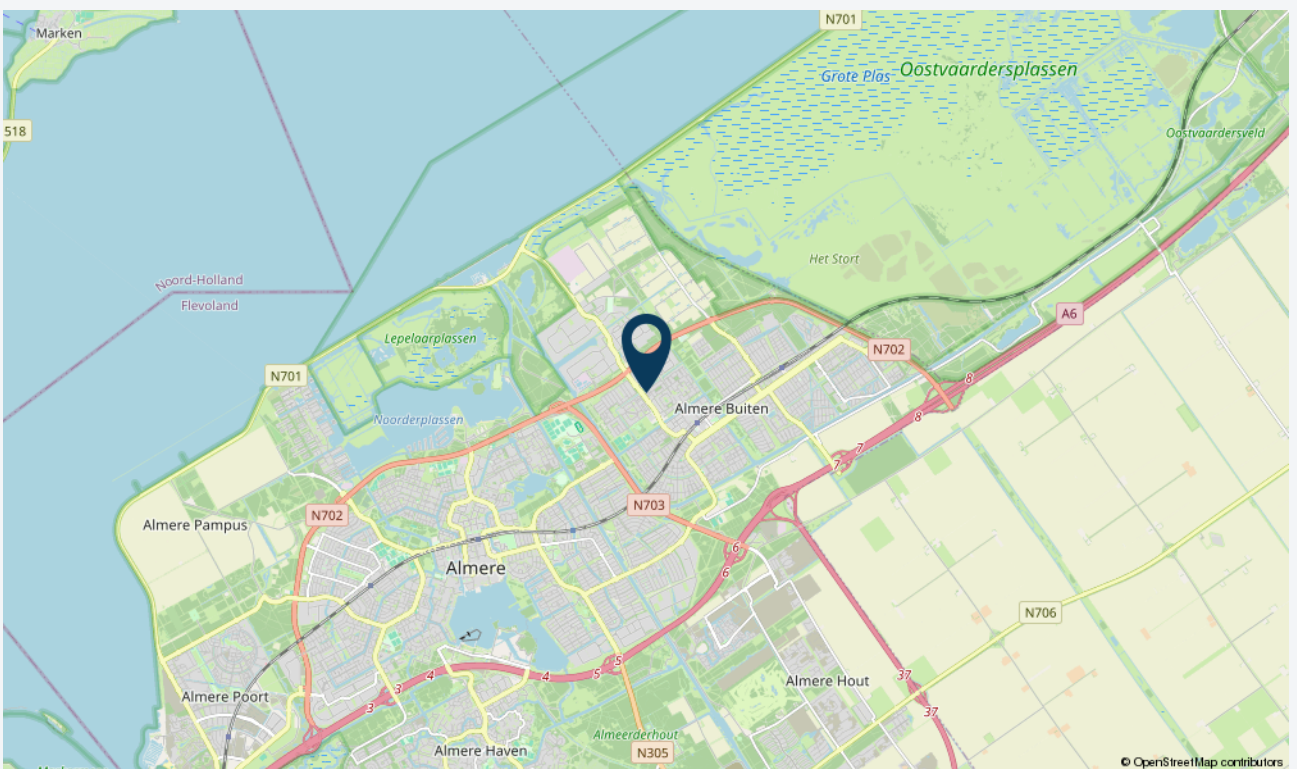 N701
Marken
Oostvaardersplassen
Grote Plas
518
Oostvaardersveld
Het Stort
Noord-Holland
Flevoland
A6
Lepelaarplassen
N702
N701
8
Almere Buiten
8
Noorderplassen
7
7
N703
N702
Almere Pampus
6
6
Almere
N706
5
5
4
4
37
Almere Hout
3
3
Almere Poort
37
Almeerderhout
Almere Haven
N305
© OpenStreetMap contributors